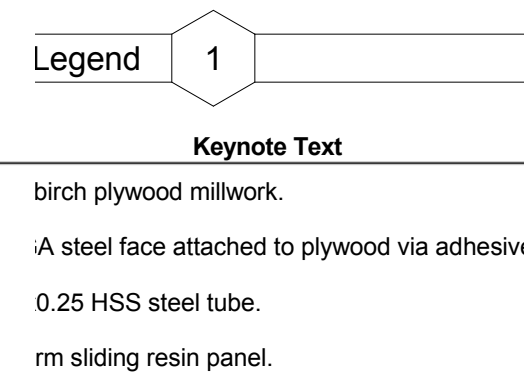 Legend 1
Keynote Text
birch plywood millwork.
steel face attached to plywood via adhesive
0.25 HSS steel tube.
sliding resin panel.